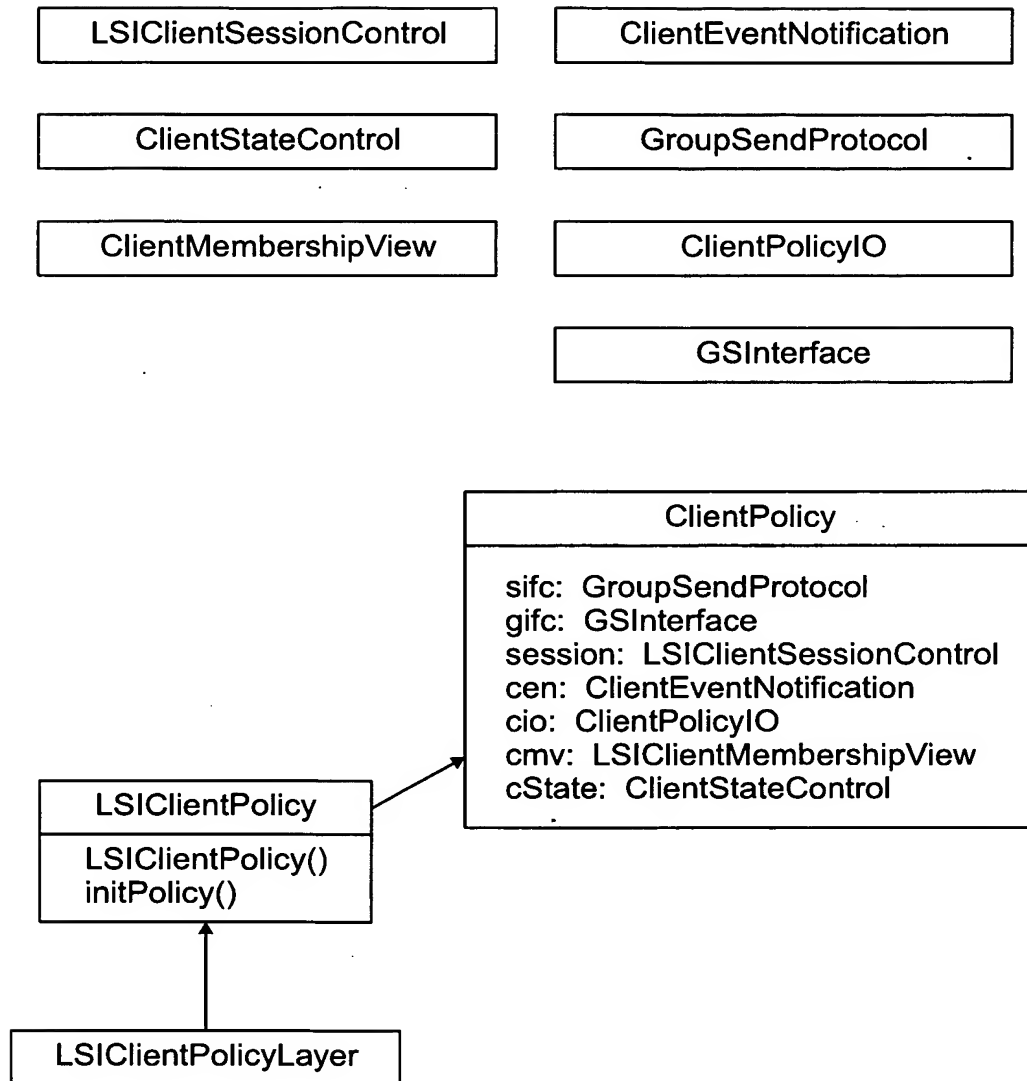 LSIClientSessionControl
ClientEventNotification
ClientStateControl
GroupSendProtocol
ClientMembershipView
ClientPolicyIO
GSInterface
ClientPolicy
sifc: GroupSendProtocol
gifc: GSInterface
session: LSIClientSessionControl
cen: ClientEventNotification
cio: ClientPolicyIO
cmv: LSIClientMembershipView
cState: ClientStateControl
LSIClientPolicy
LSIClientPolicy()
initPolicy()
LSIClientPolicyLayer